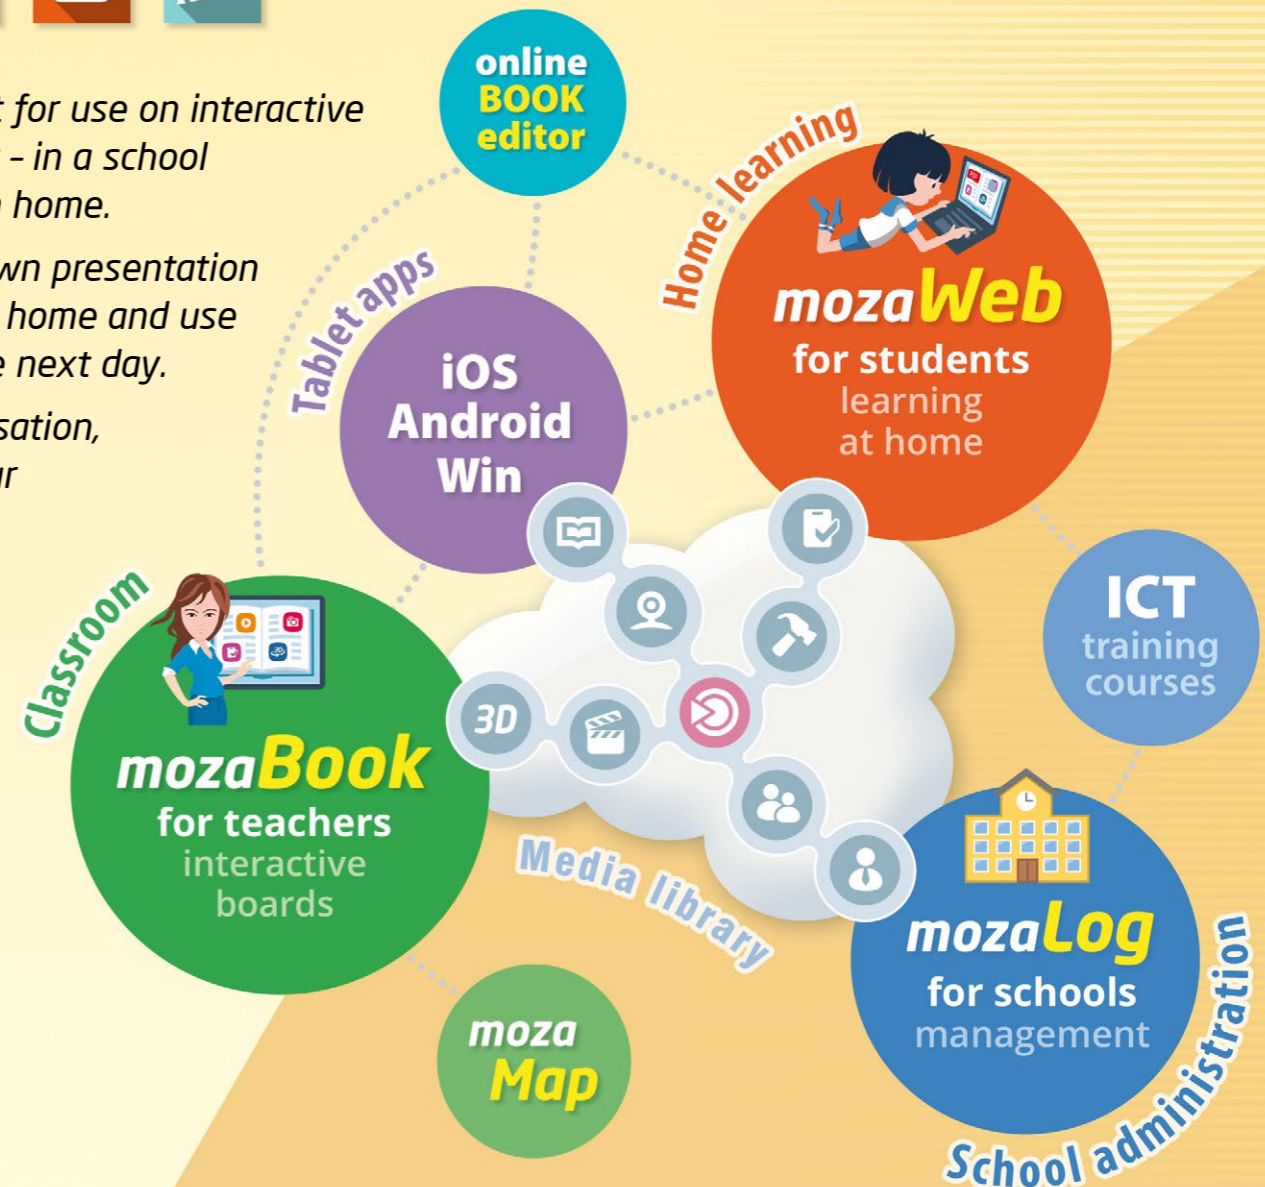 t for use on interactive
– in a school
home.
wn presentation
home and use
e next day.
sation,
ur
online
BOOK
editor
Home learning
mozaWeb
for students
learning
at home
Tablet apps
iOS
Android
Win
ICT
training
courses
Classroom
mozaBook
for teachers
interactive
boards
3D
Media library
mozaLog
for schools
management
School administration
moza
Map